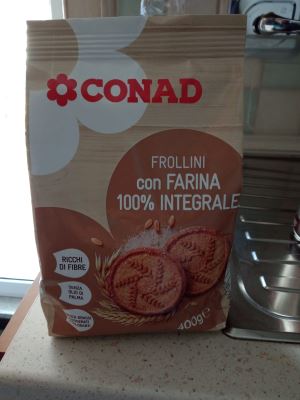 CONAD
FROLLINI
con FARINA
100% INTEGRALE
RICCHI
DI FIBRE
SENZA
OLIO DI
PALMA
400g